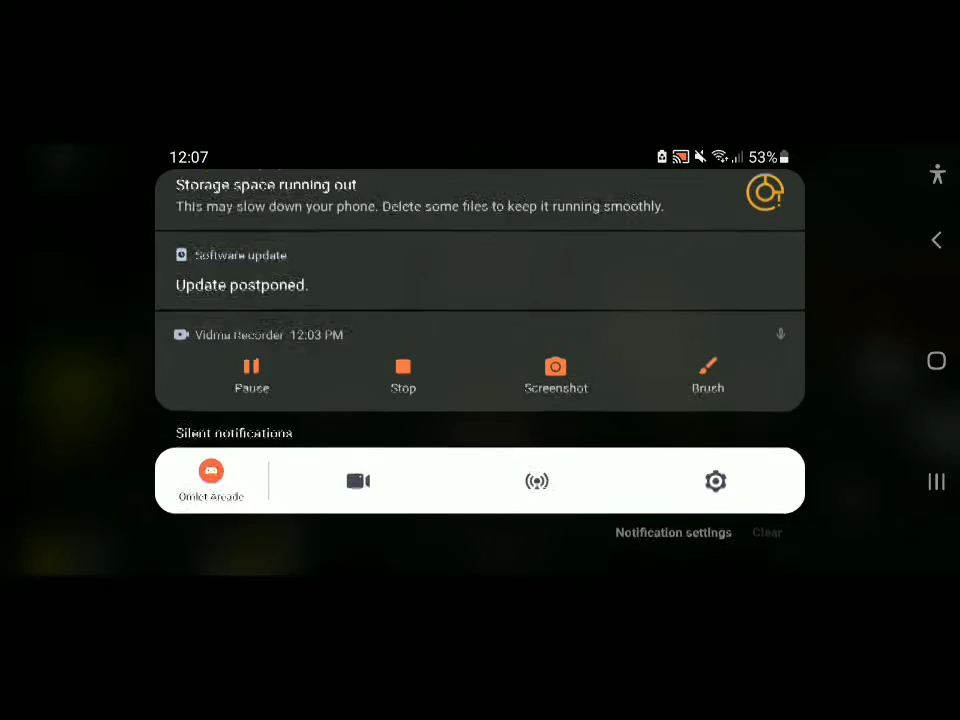 12:07
53%
Storage space running out
This may slow down your phone. Delete some files to keep it running smoothly.
Software update
Update postponed.
Vidma Recorder 12:03 PM
Pause Stop Screenshot Brush
Silent notifications
Omlet Arcade
Notification settings Clear